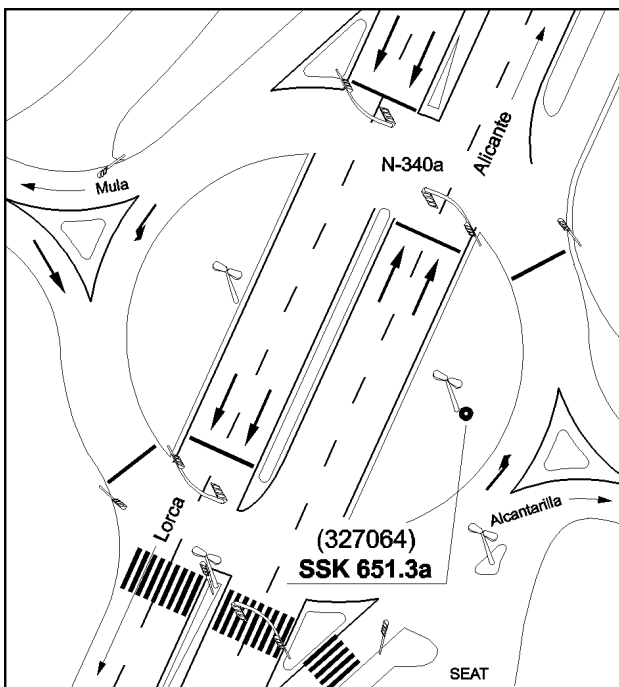 N-340a
Alicante
Mula
Lorca
Alcantarilla
(327064)
SSK 651.3a
SEAT